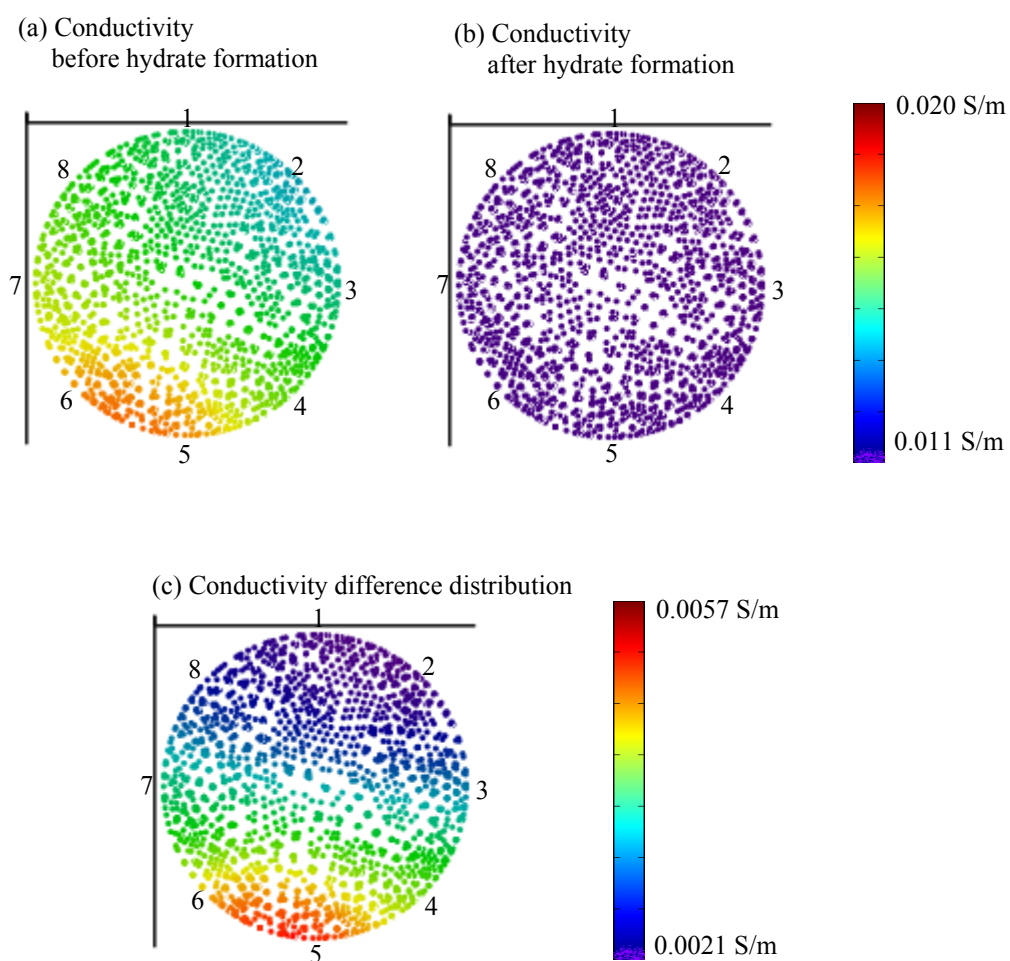 (a) Conductivity
before hydrate formation
1
2
3
4
5
6
7
8
(b) Conductivity
after hydrate formation
1
2
3
4
5
6
7
8
0.020 S/m
0.011 S/m
(c) Conductivity difference distribution
1
2
3
4
5
6
7
8
0.0057 S/m
0.0021 S/m